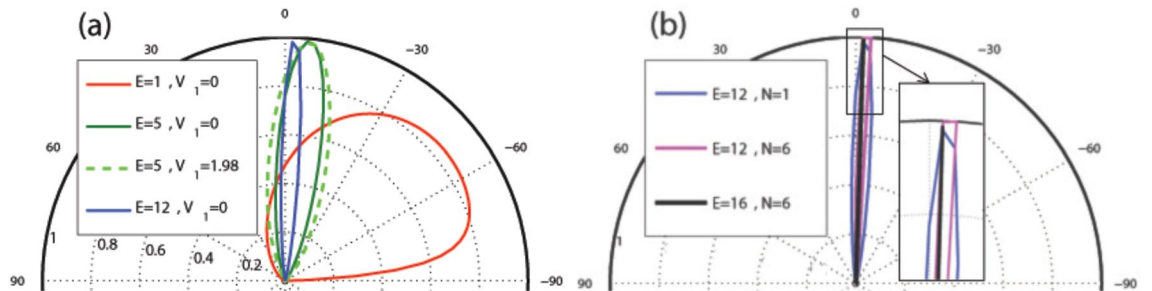 (a)
0
30
−30
E=1 , V 1=0
E=5 , V 1=0
E=5 , V 1=1.98
E=12 , V 1=0
60
−60
1
0.8
0.6
0.4
0.2
90
−90
(b)
0
30
−30
E=12 , N=1
E=12 , N=6
E=16 , N=6
60
−60
1
90
−90